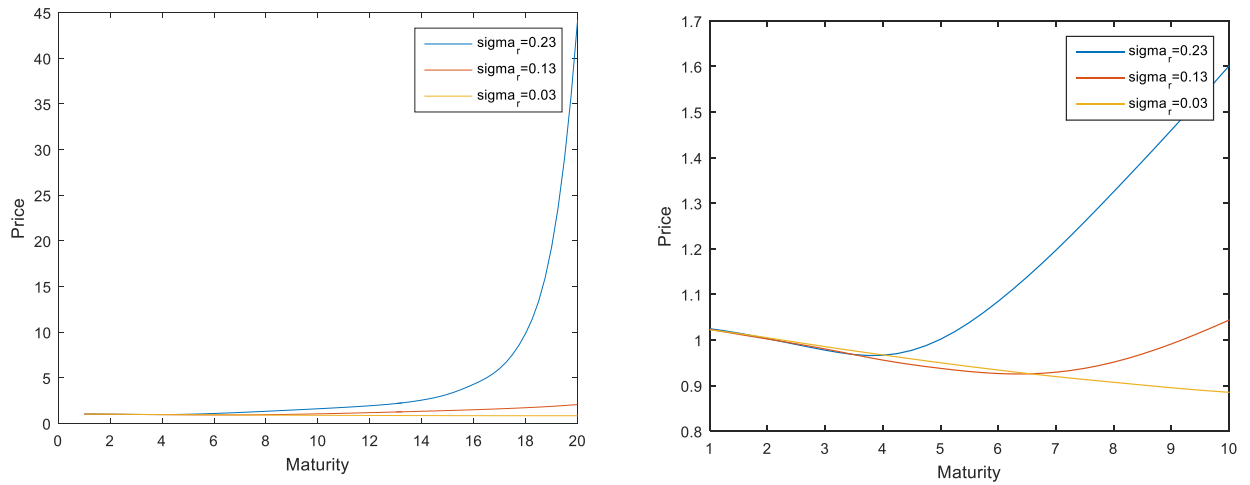 45
40
35
30
25
20
15
10
5
0
Price
0 2 4 6 8 10 12 14 16 18 20
Maturity
sigma_r=0.23
sigma_r=0.13
sigma_r=0.03
1.7
1.6
1.5
1.4
1.3
1.2
1.1
1
0.9
0.8
Price
1 2 3 4 5 6 7 8 9 10
Maturity
sigma_r=0.23
sigma_r=0.13
sigma_r=0.03